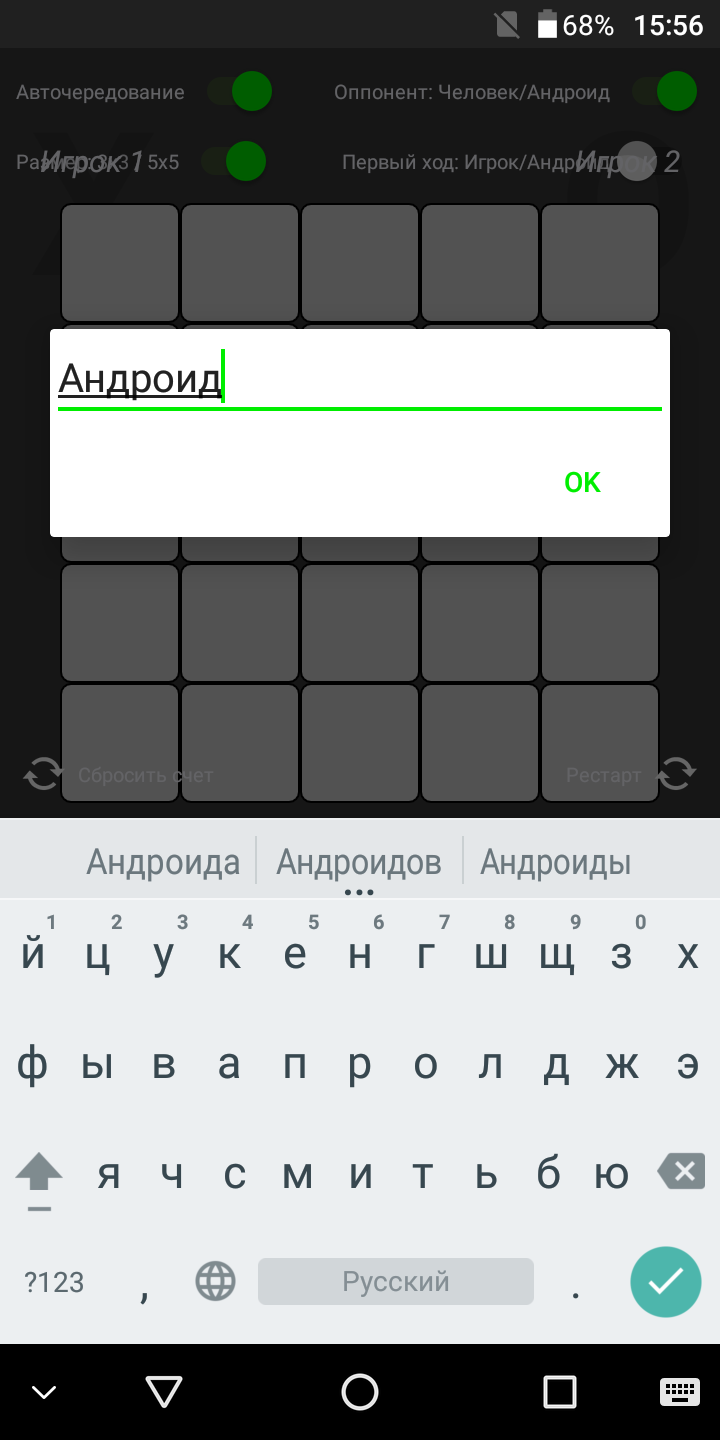 68% 15:56
Авточередование Оппонент: Человек/Андроид
Размер: 3х3 / 5x5 Первый ход: Игрок/Андроид
Игрок 1 Игрок 2
X O
Андроид
OK
Сбросить счет Рестарт
Андроида Андроидов Андроиды
1 2 3 4 5 6 7 8 9 0
й ц у к е н г ш щ з х
ф ы в а п р о л д ж э
я ч с м и т ь б ю
?123 , Русский .